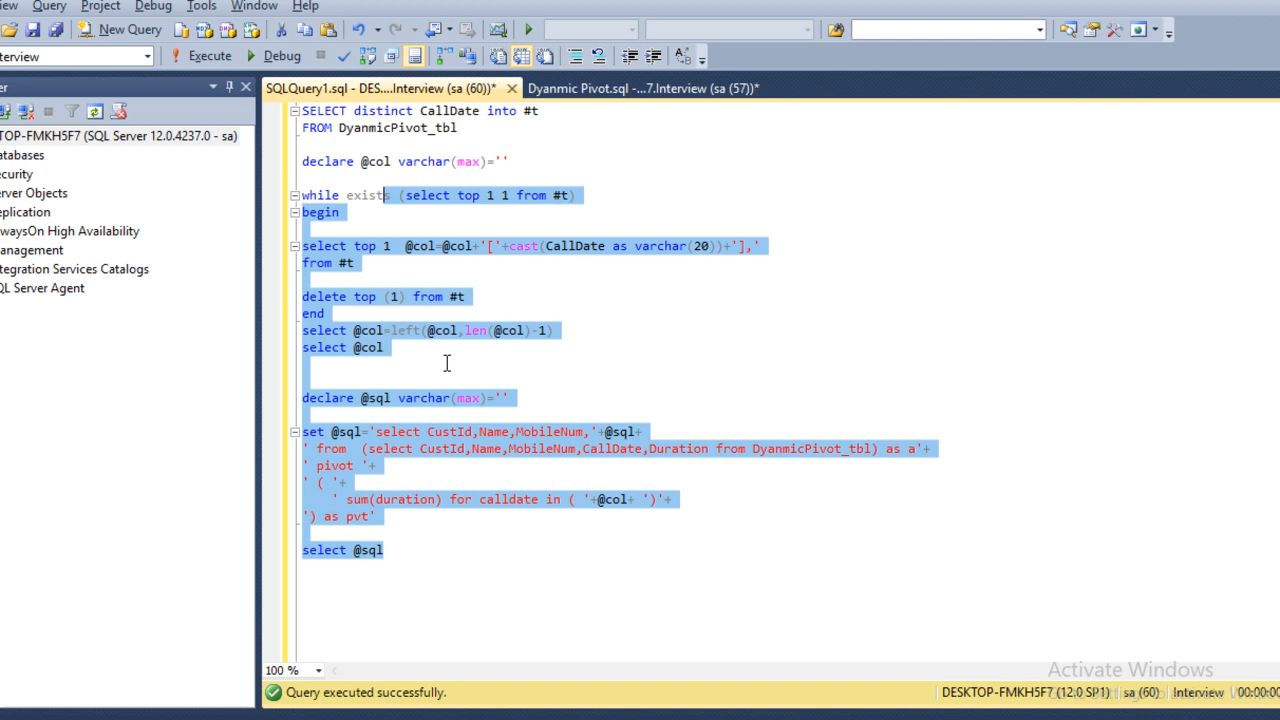 iew Query Project Debug Tools Window Help
New Query
terview Execute Debug
er
SQLQuery1.sql - DES....Interview (sa (60))* Dyanmic Pivot.sql -...7.Interview (sa (57))*
TOP-FMKH5F7 (SQL Server 12.0.4237.0 - sa)
atabases
ecurity
rver Objects
plication
waysOn High Availability
anagement
tegration Services Catalogs
QL Server Agent
SELECT distinct CallDate into #t
FROM DyanmicPivot_tbl
declare @col varchar(max)=''
while exists (select top 1 1 from #t)
begin
select top 1  @col=@col+'['+cast(CallDate as varchar(20))+'],'
from #t
delete top (1) from #t
end
select @col=left(@col,len(@col)-1)
select @col
declare @sql varchar(max)=''
set @sql='select CustId,Name,MobileNum,'+@sql+
' from  (select CustId,Name,MobileNum,CallDate,Duration from DyanmicPivot_tbl) as a'+
' pivot '+
' ( '+
' sum(duration) for calldate in ( '+@col+ ')'+
') as pvt'
select @sql
100 %
Activate Windows
Query executed successfully. DESKTOP-FMKH5F7 (12.0 SP1) sa (60) Interview 00:00:0